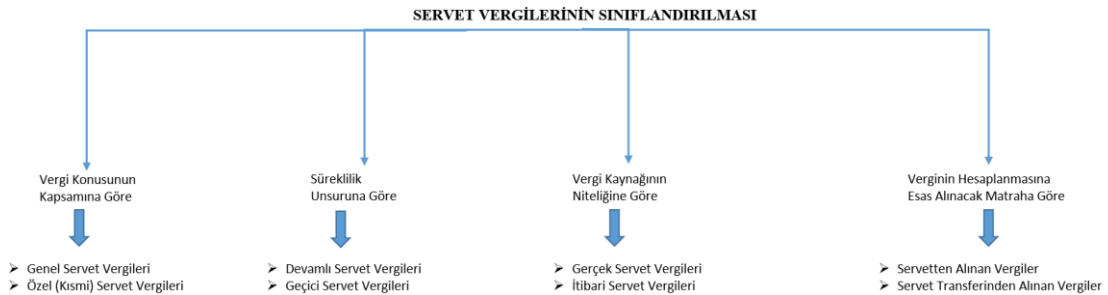 SERVET VERGİLERİNİN SINIFLANDIRILMASI
Vergi Konusunun
Kapsamına Göre
Süreklilik
Unsuruna Göre
Vergi Kaynağının
Niteliğine Göre
Verginin Hesaplanmasına
Esas Alınacak Matraha Göre
➢ Genel Servet Vergileri
➢ Özel (Kısmi) Servet Vergileri
➢ Devamlı Servet Vergileri
➢ Geçici Servet Vergileri
➢ Gerçek Servet Vergileri
➢ İtibari Servet Vergileri
➢ Servetten Alınan Vergiler
➢ Servet Transferinden Alınan Vergiler